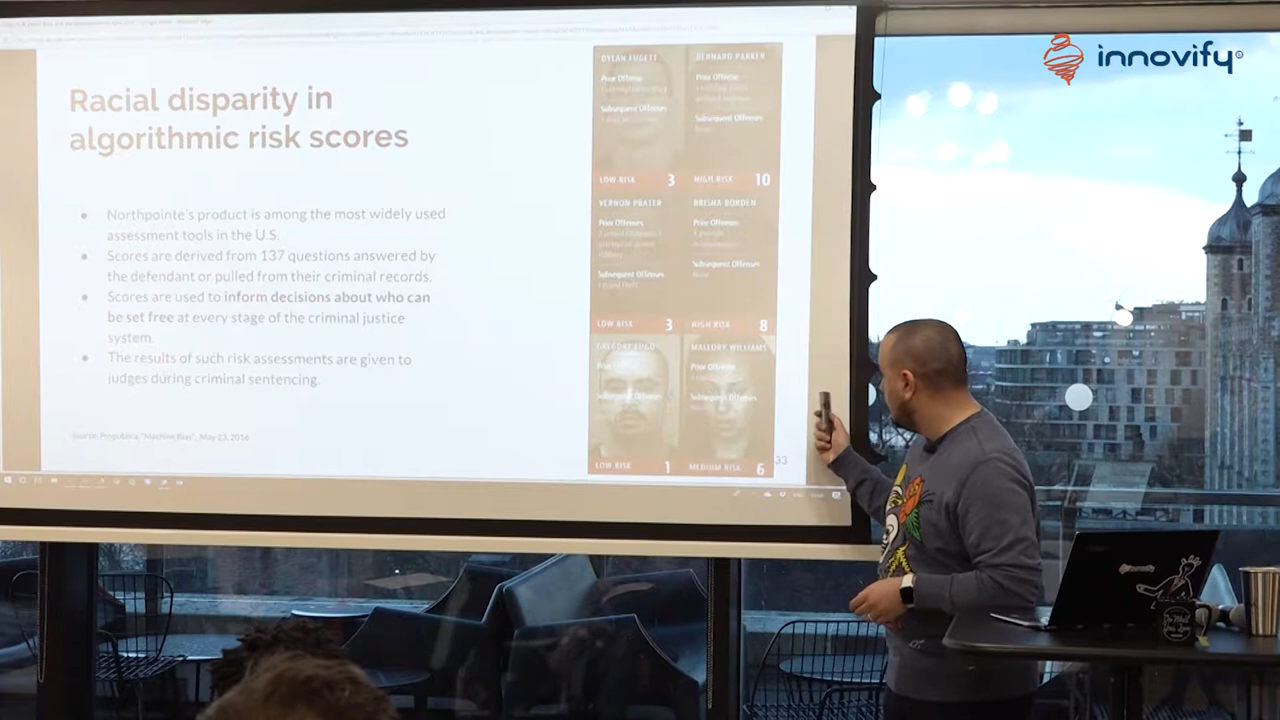 innovify
Racial disparity in
algorithmic risk scores
Northpointe's product is among the most widely used
assessment tools in the U.S.
Scores are derived from 137 questions answered by
the defendant or pulled from their criminal records.
Scores are used to inform decisions about who can
be set free at every stage of the criminal justice
system.
The results of such risk assessments are given to
judges during criminal sentencing.
Source: Propublica, "Machine Bias", May 23, 2016
DYLAN FUGETT
Prior Offense
Subsequent Offenses
LOW RISK 3
BERNARD PARKER
Prior Offense
Subsequent Offenses
HIGH RISK 10
VERNON PRATER
Prior Offenses
Subsequent Offenses
LOW RISK 3
BRISHA BORDEN
Prior Offenses
Subsequent Offenses
HIGH RISK 8
GREGORY LUGO
Prior Offenses
Subsequent Offenses
LOW RISK 1
MALLORY WILLIAMS
Prior Offenses
Subsequent Offenses
MEDIUM RISK 6
33